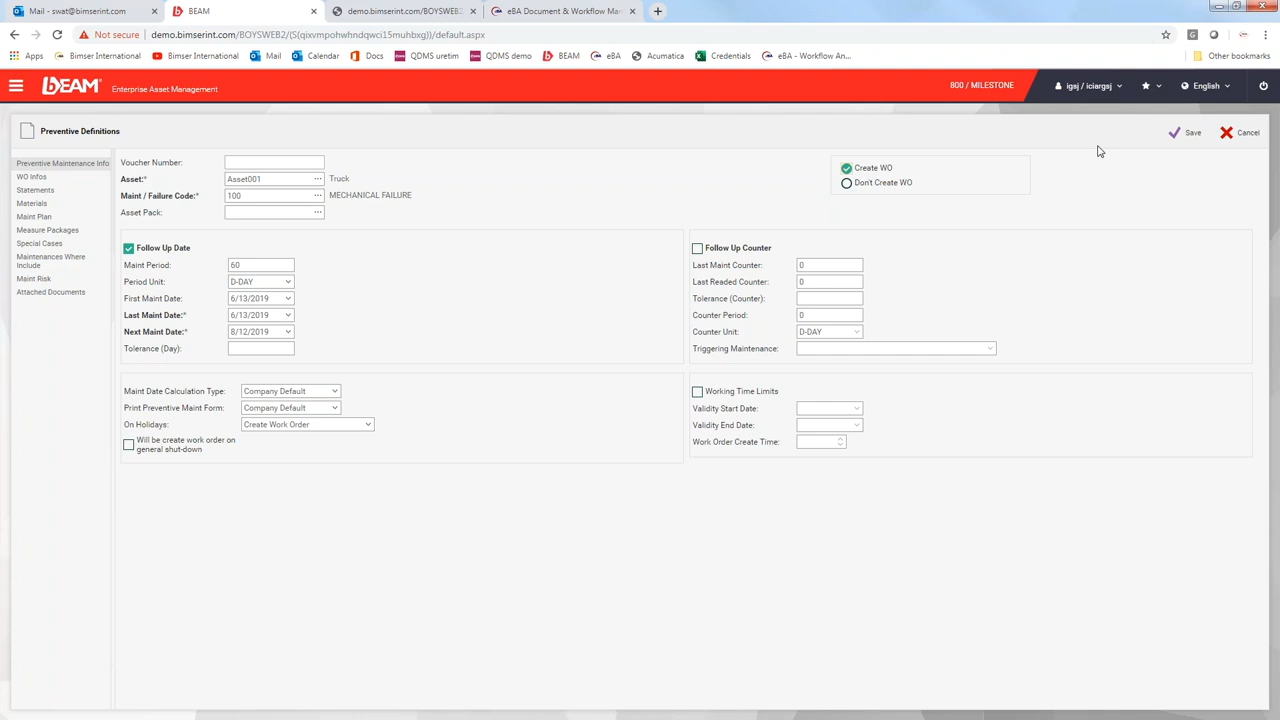 Mail - swat@bimserint.com
BEAM
demo.bimserint.com/BOYSWEB2/
eBA Document & Workflow Man
Not secure
demo.bimserint.com/BOYSWEB2/(S(qixvmpohwhndqwci15muhbxg))/default.aspx
Apps
Bimser International
Bimser International
Mail
Calendar
Docs
QDMS uretim
QDMS demo
BEAM
eBA
Acumatica
Credentials
eBA - Workflow An...
Other bookmarks
bEAM
Enterprise Asset Management
800 / MILESTONE
igsj / iciargsj
English
Preventive Definitions
Save
Cancel
Preventive Maintenance Info
WO Infos
Statements
Materials
Maint Plan
Measure Packages
Special Cases
Maintenances Where
Include
Maint Risk
Attached Documents
Voucher Number:
Asset:* Asset001 ... Truck
Maint / Failure Code:* 100 ... MECHANICAL FAILURE
Asset Pack: ...
Create WO
Don't Create WO
Follow Up Date
Maint Period: 60
Period Unit: D-DAY
First Maint Date: 6/13/2019
Last Maint Date:* 6/13/2019
Next Maint Date:* 8/12/2019
Tolerance (Day):
Follow Up Counter
Last Maint Counter: 0
Last Readed Counter: 0
Tolerance (Counter):
Counter Period: 0
Counter Unit: D-DAY
Triggering Maintenance:
Maint Date Calculation Type: Company Default
Print Preventive Maint Form: Company Default
On Holidays: Create Work Order
Will be create work order on
general shut-down
Working Time Limits
Validity Start Date:
Validity End Date:
Work Order Create Time: